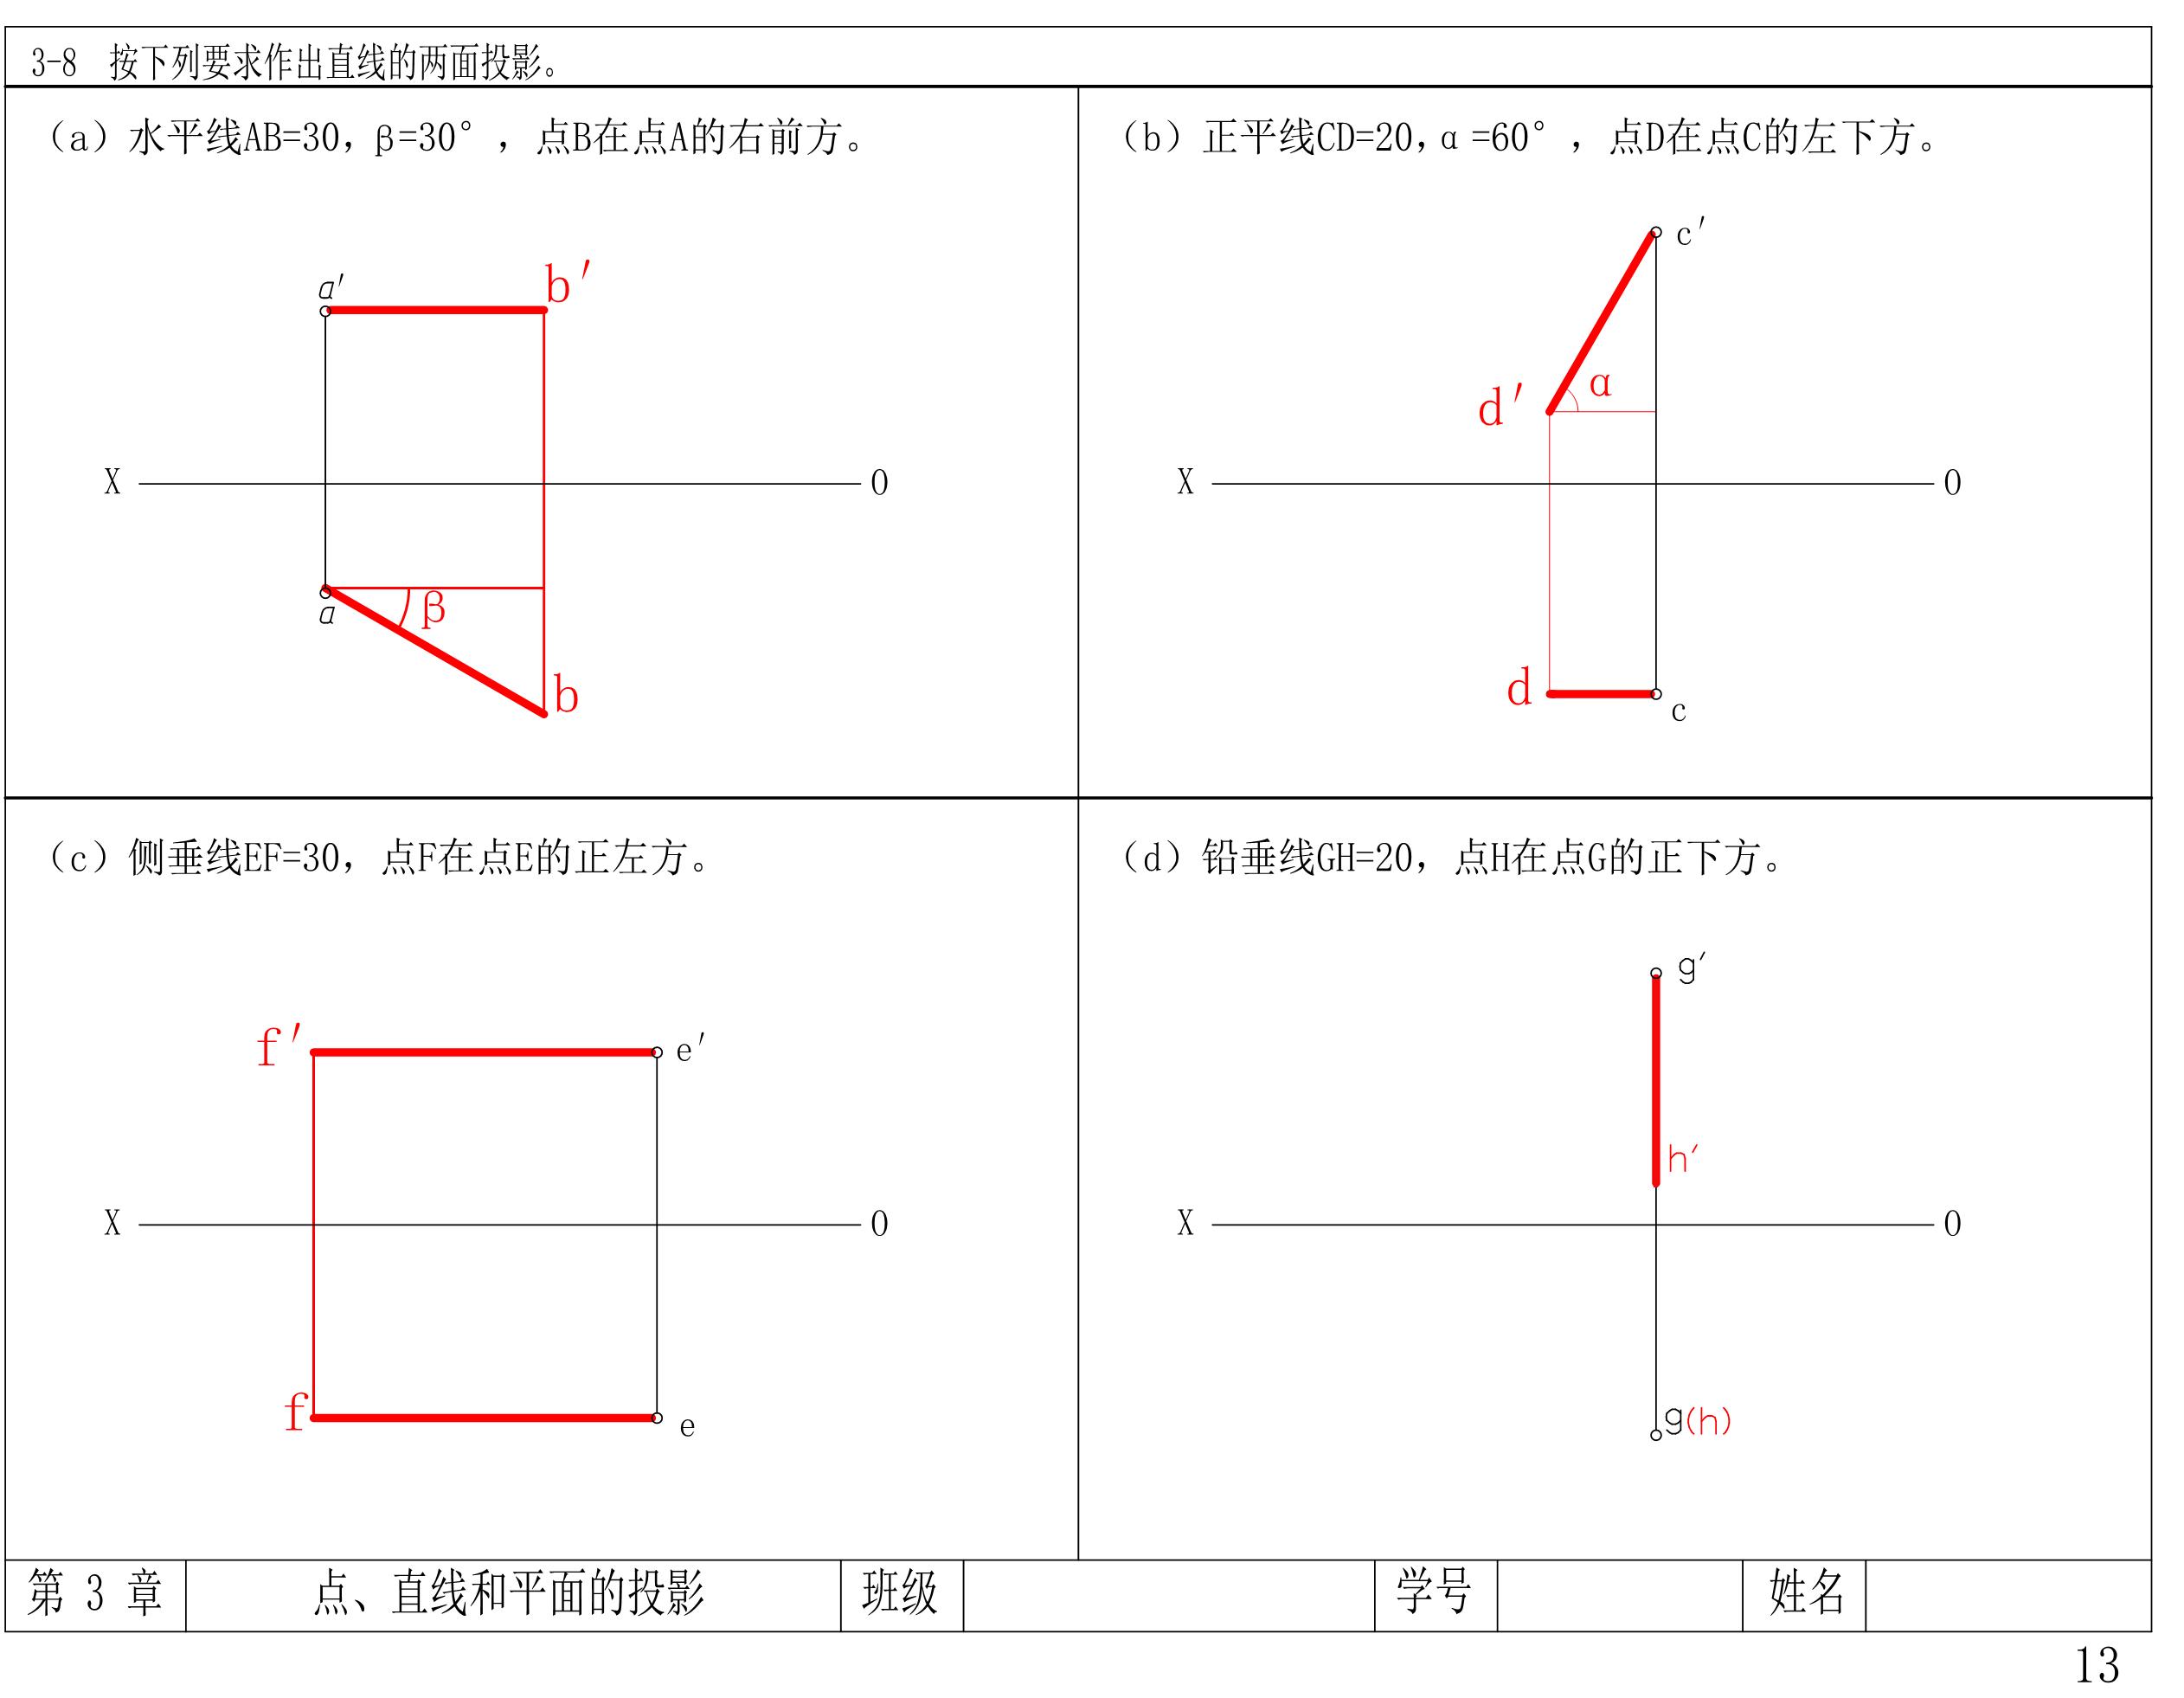 3-8 按下列要求作出直线的两面投影。
(a) 水平线AB=30，β=30°，点B在点A的右前方。
a′
b′
X
O
β
a
b
(b) 正平线CD=20，α=60°，点D在点C的左下方。
c′
α
d′
X
O
d
c
(c) 侧垂线EF=30，点F在点E的正左方。
f′
e′
X
O
f
e
(d) 铅垂线GH=20，点H在点G的正下方。
g′
h′
X
O
g(h)
第 3 章 点、直线和平面的投影 班级 学号 姓名
13